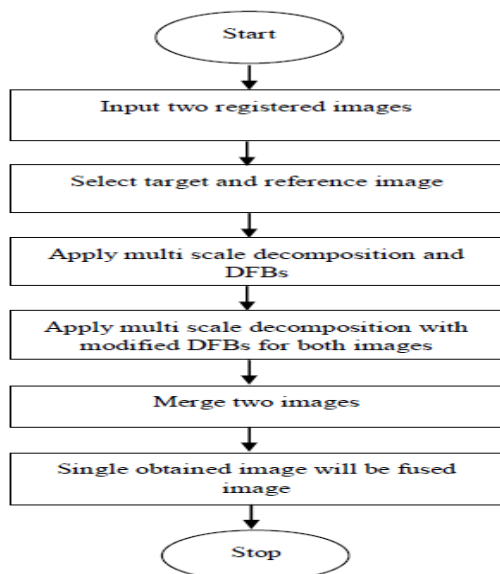 Start
Input two registered images
Select target and reference image
Apply multi scale decomposition and
DFBs
Apply multi scale decomposition with
modified DFBs for both images
Merge two images
Single obtained image will be fused
image
Stop